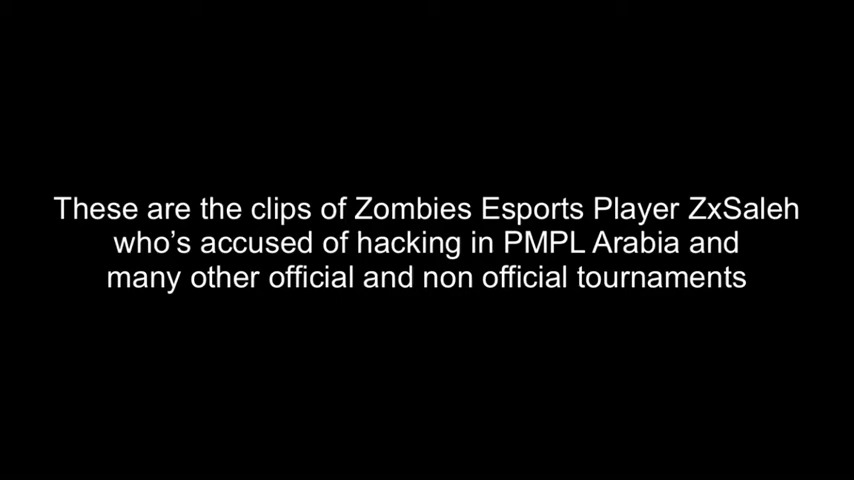 These are the clips of Zombies Esports Player ZxSaleh
who’s accused of hacking in PMPL Arabia and
many other official and non official tournaments